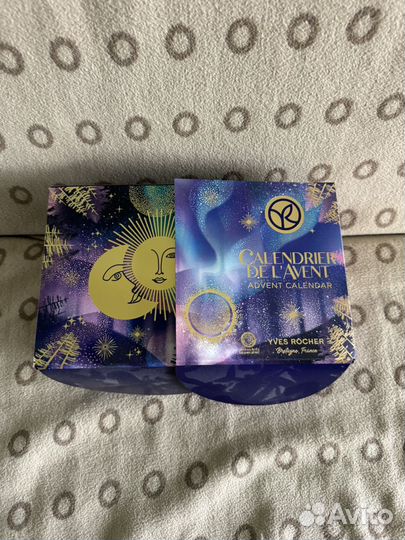 CALENDRIER
DE L'AVENT
ADVENT CALENDAR
YVES ROCHER
Bretagne, France
Avito